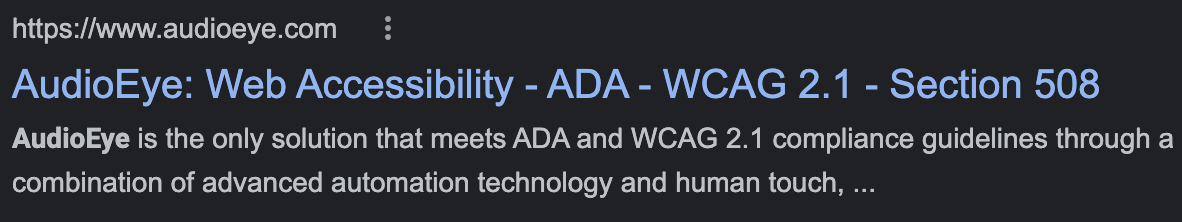 https://www.audioeye.com
AudioEye: Web Accessibility - ADA - WCAG 2.1 - Section 508
AudioEye is the only solution that meets ADA and WCAG 2.1 compliance guidelines through a
combination of advanced automation technology and human touch, ...